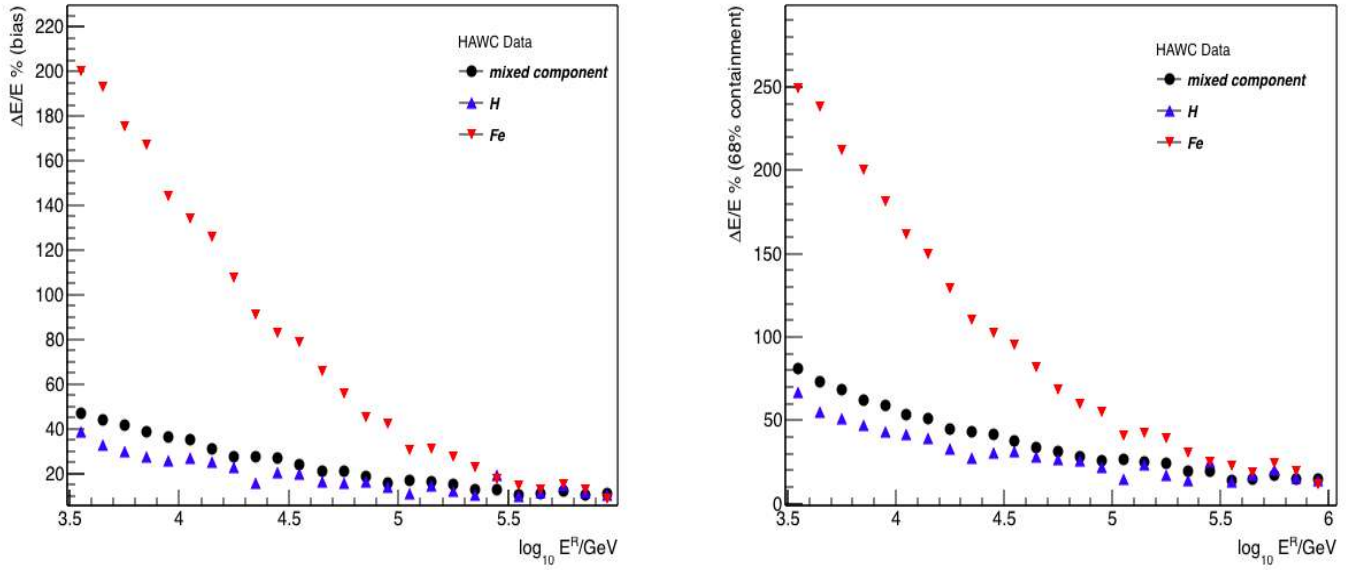 ΔE/E % (bias)
220
200
180
160
140
120
100
80
60
40
20
3.5
4
4.5
5
5.5
log10 E^R/GeV
HAWC Data
mixed component
H
Fe
ΔE/E % (68% containment)
250
200
150
100
50
0
3.5
4
4.5
5
5.5
6
log10 E^R/GeV
HAWC Data
mixed component
H
Fe